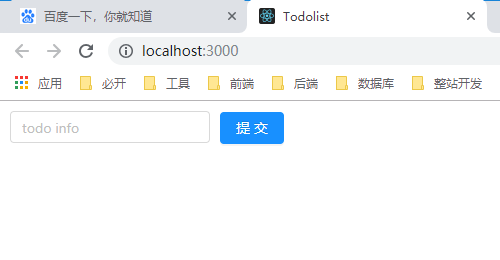 百度一下，你就知道
Todolist
localhost:3000
应用 必开 工具 前端 后端 数据库 整站开发
todo info 提 交